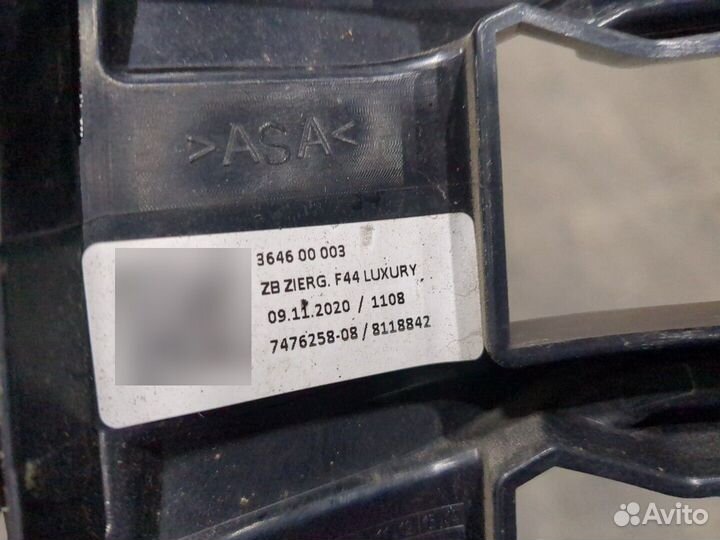 >ASA<
3646 00 003
ZB ZIERG. F44 LUXURY
09.11.2020 / 1108
7476258-08 / 8118842
Avito